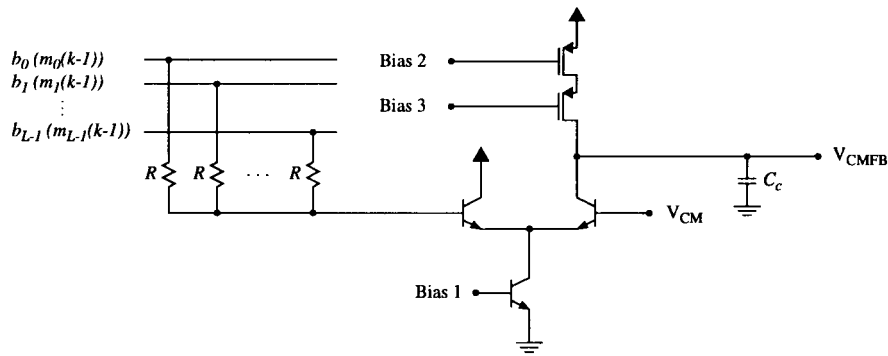 b0 (m0(k-1))
b1 (m1(k-1))
⋮
bL-1 (mL-1(k-1))
R R ··· R
Bias 2
Bias 3
VCMFB
Cc
VCM
Bias 1